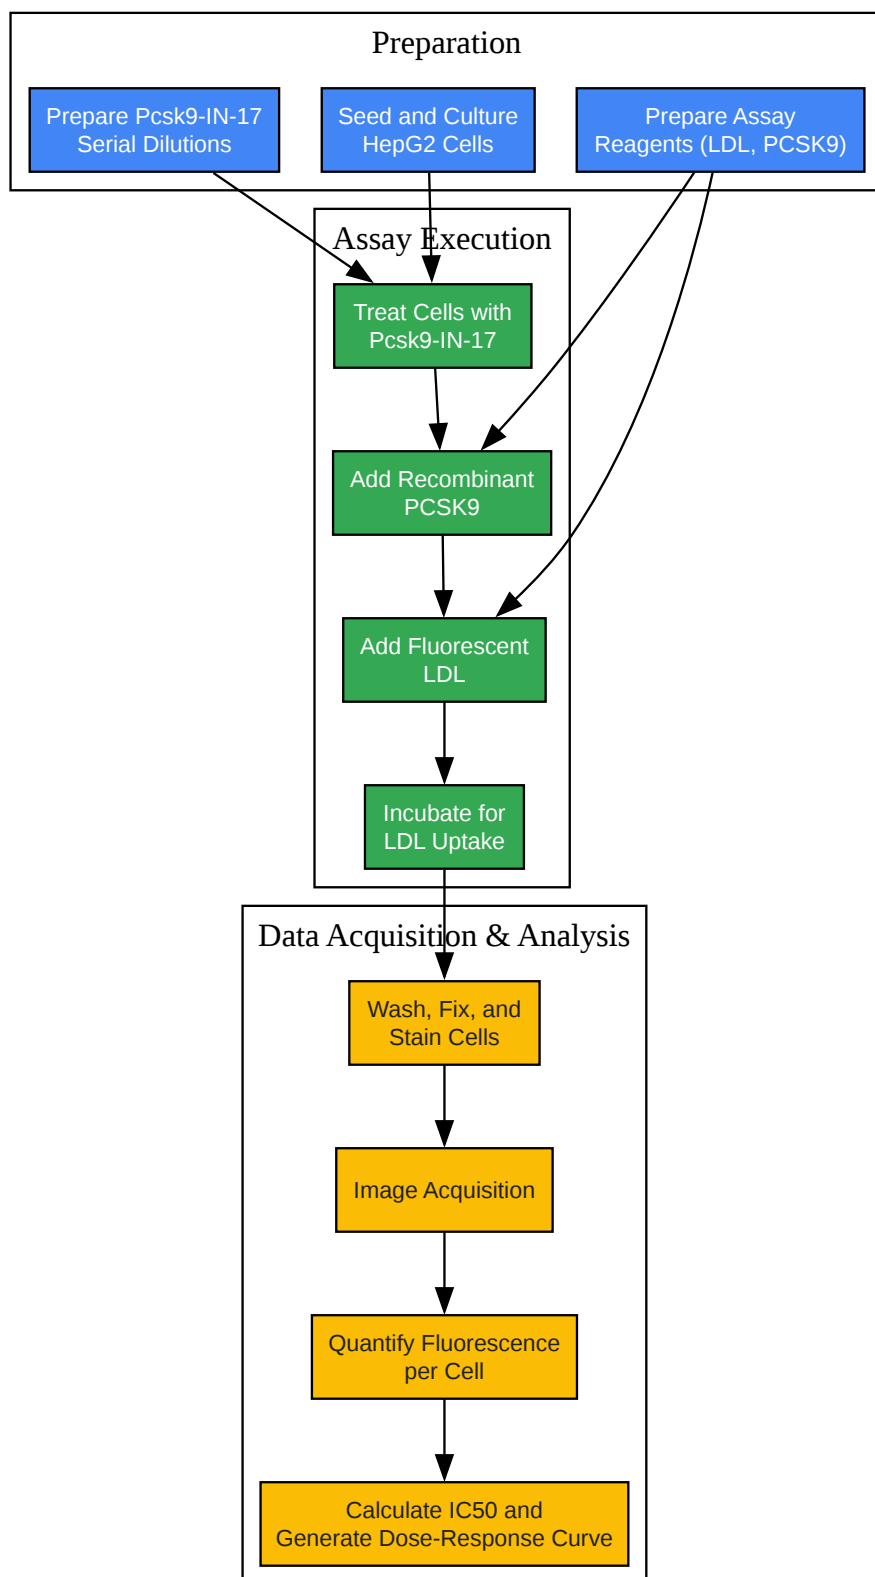 Preparation
Prepare Pcsk9-IN-17
Serial Dilutions
Seed and Culture
HepG2 Cells
Prepare Assay
Reagents (LDL, PCSK9)
Assay Execution
Treat Cells with
Pcsk9-IN-17
Add Recombinant
PCSK9
Add Fluorescent
LDL
Incubate for
LDL Uptake
Data Acquisition & Analysis
Wash, Fix, and
Stain Cells
Image Acquisition
Quantify Fluorescence
per Cell
Calculate IC50 and
Generate Dose-Response Curve